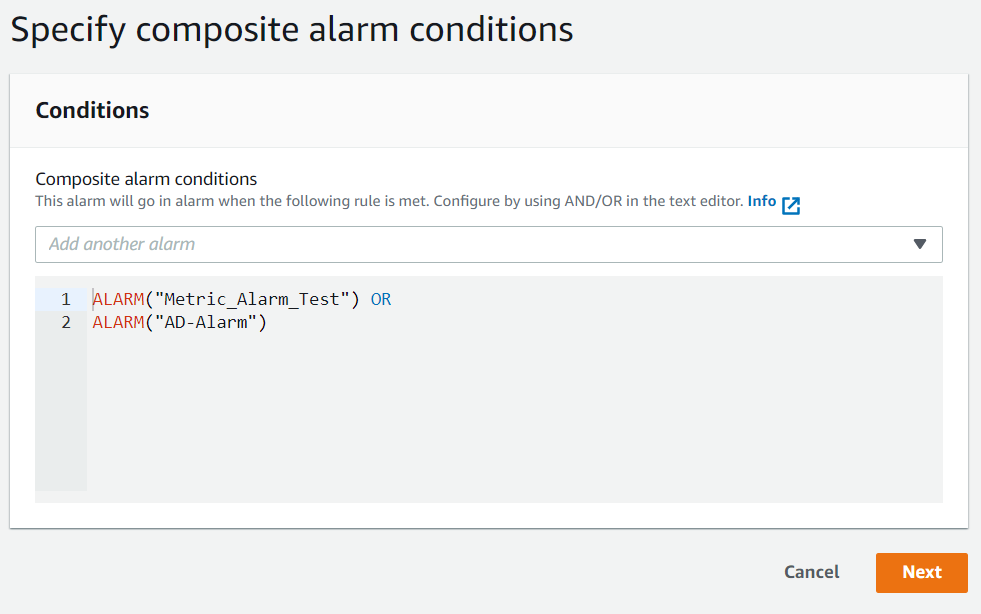 Specify composite alarm conditions
Conditions
Composite alarm conditions
This alarm will go in alarm when the following rule is met. Configure by using AND/OR in the text editor. Info
Add another alarm
1 ALARM("Metric_Alarm_Test") OR
2 ALARM("AD-Alarm")
Cancel Next